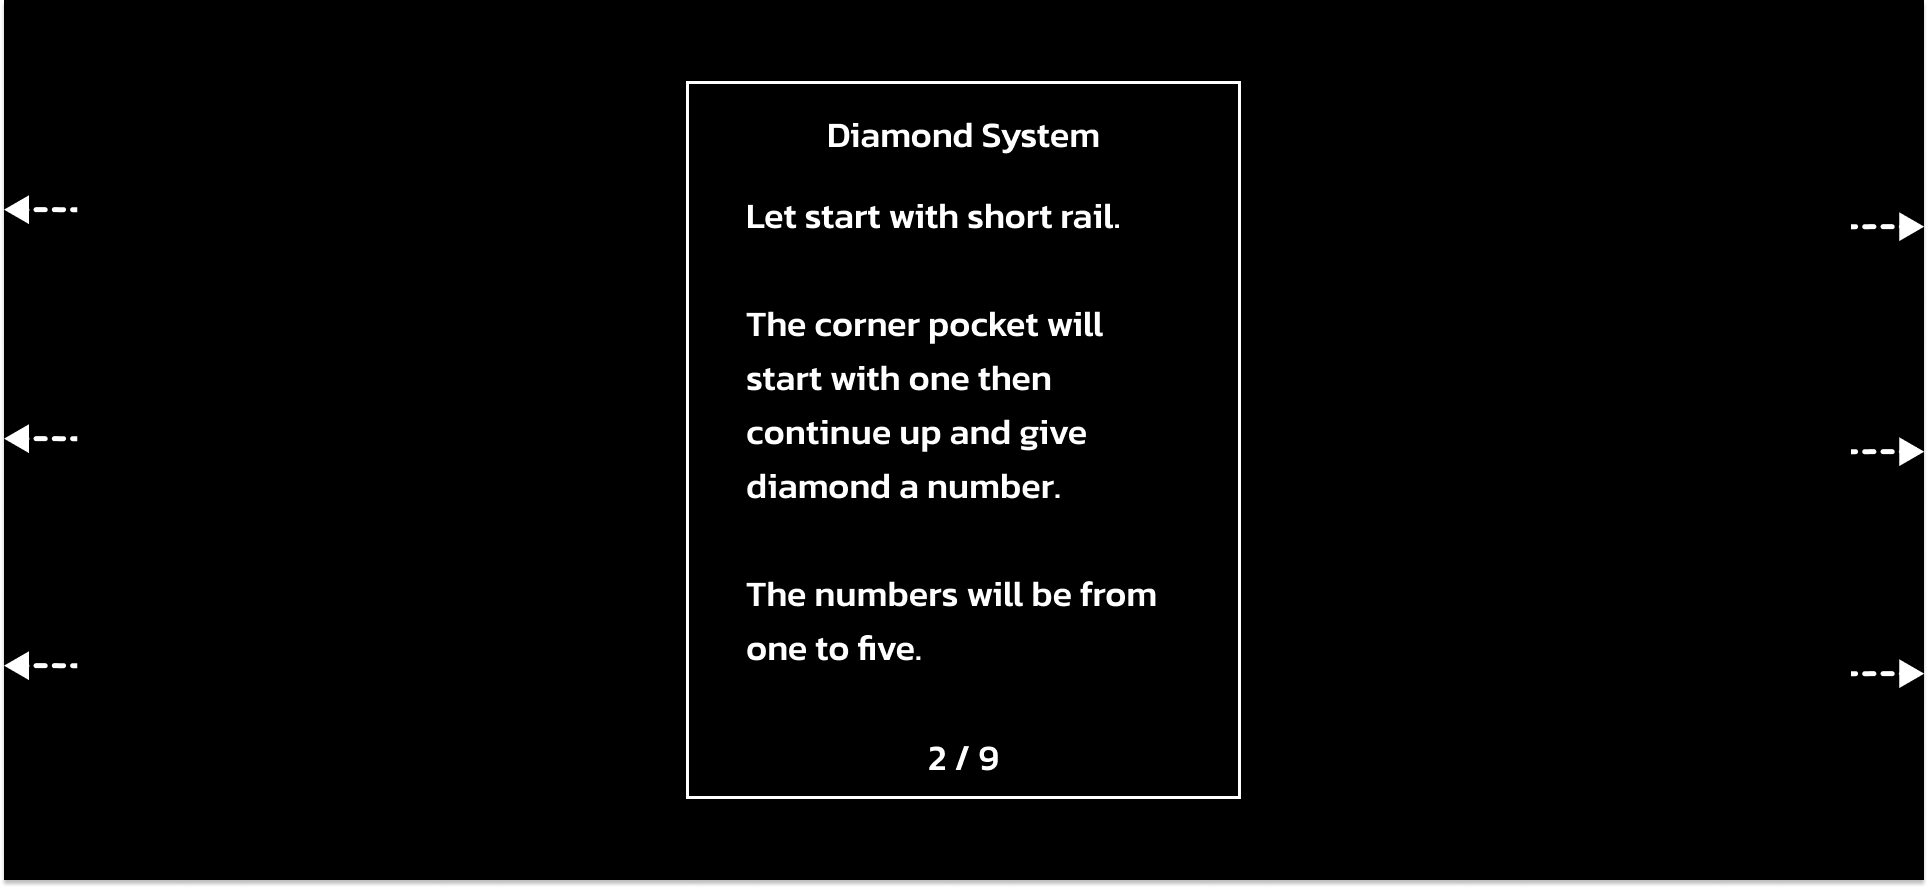 Diamond System
Let start with short rail.
The corner pocket will
start with one then
continue up and give
diamond a number.
The numbers will be from
one to five.
2 / 9